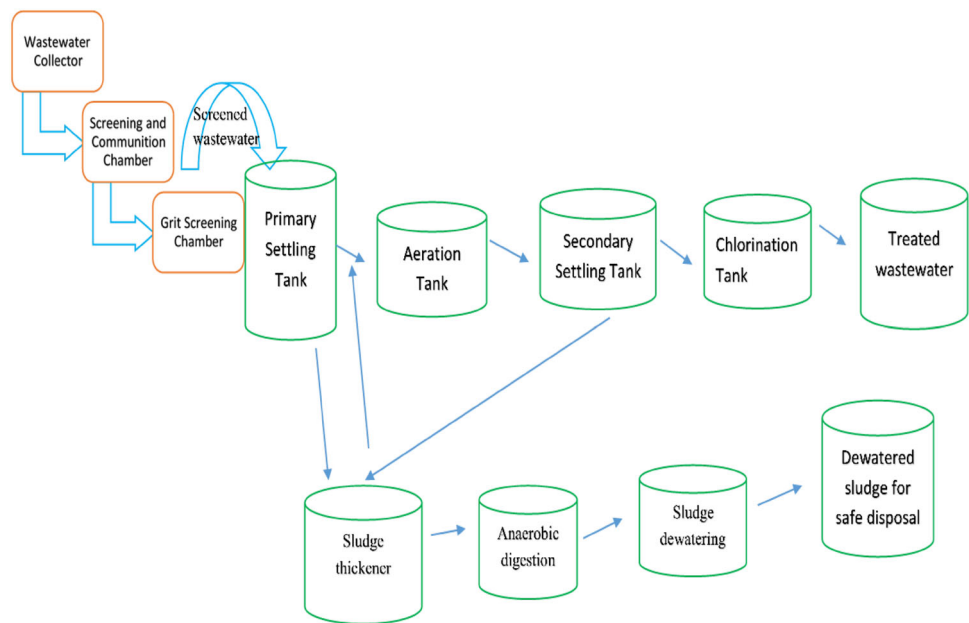 Wastewater
Collector
Screening and
Communition
Chamber
Grit Screening
Chamber
Screened
wastewater
Primary
Settling
Tank
Aeration
Tank
Secondary
Settling Tank
Chlorination
Tank
Treated
wastewater
Sludge
thickener
Anaerobic
digestion
Sludge
dewatering
Dewatered
sludge for
safe disposal